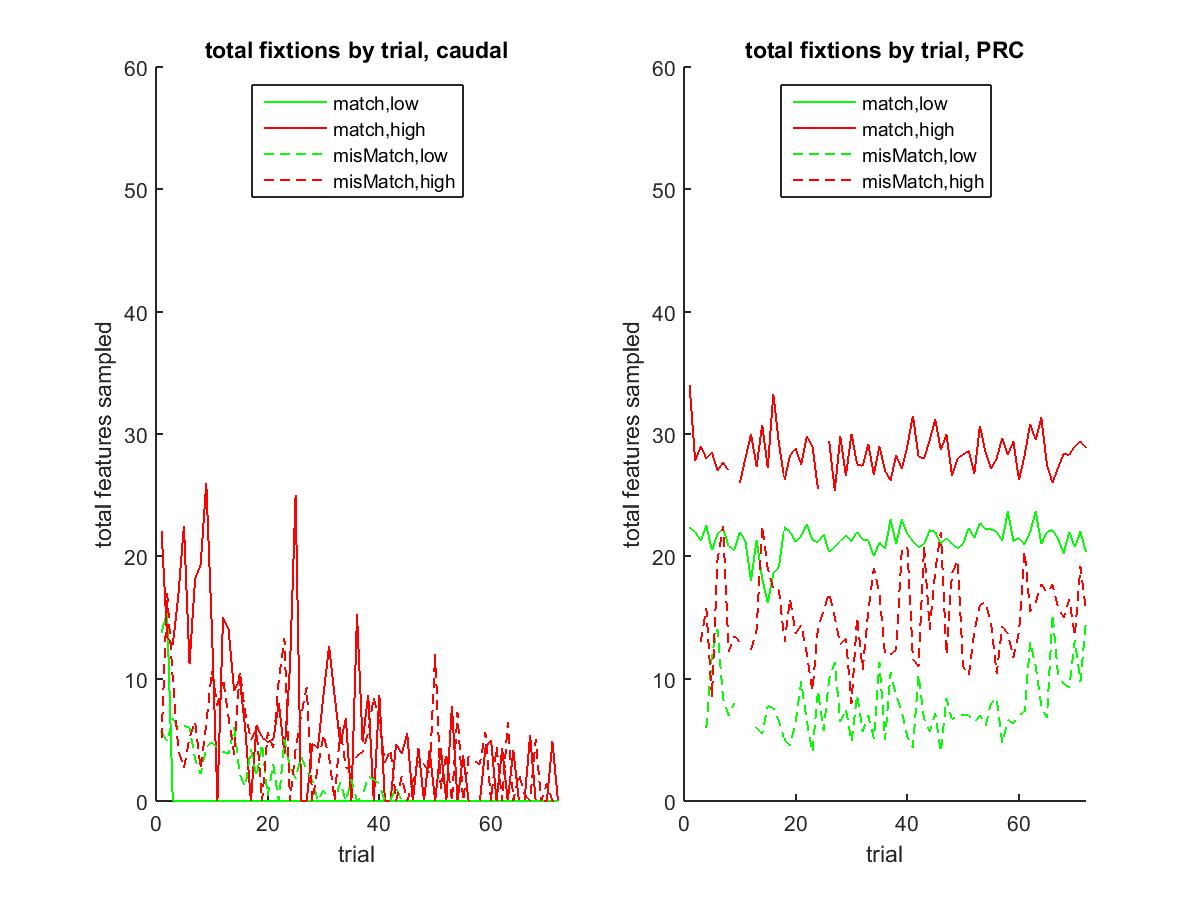 total fixtions by trial, caudal
60
50
40
30
20
10
0
total features sampled
match,low
match,high
misMatch,low
misMatch,high
0
20
40
60
trial
total fixtions by trial, PRC
60
50
40
30
20
10
0
total features sampled
match,low
match,high
misMatch,low
misMatch,high
0
20
40
60
trial